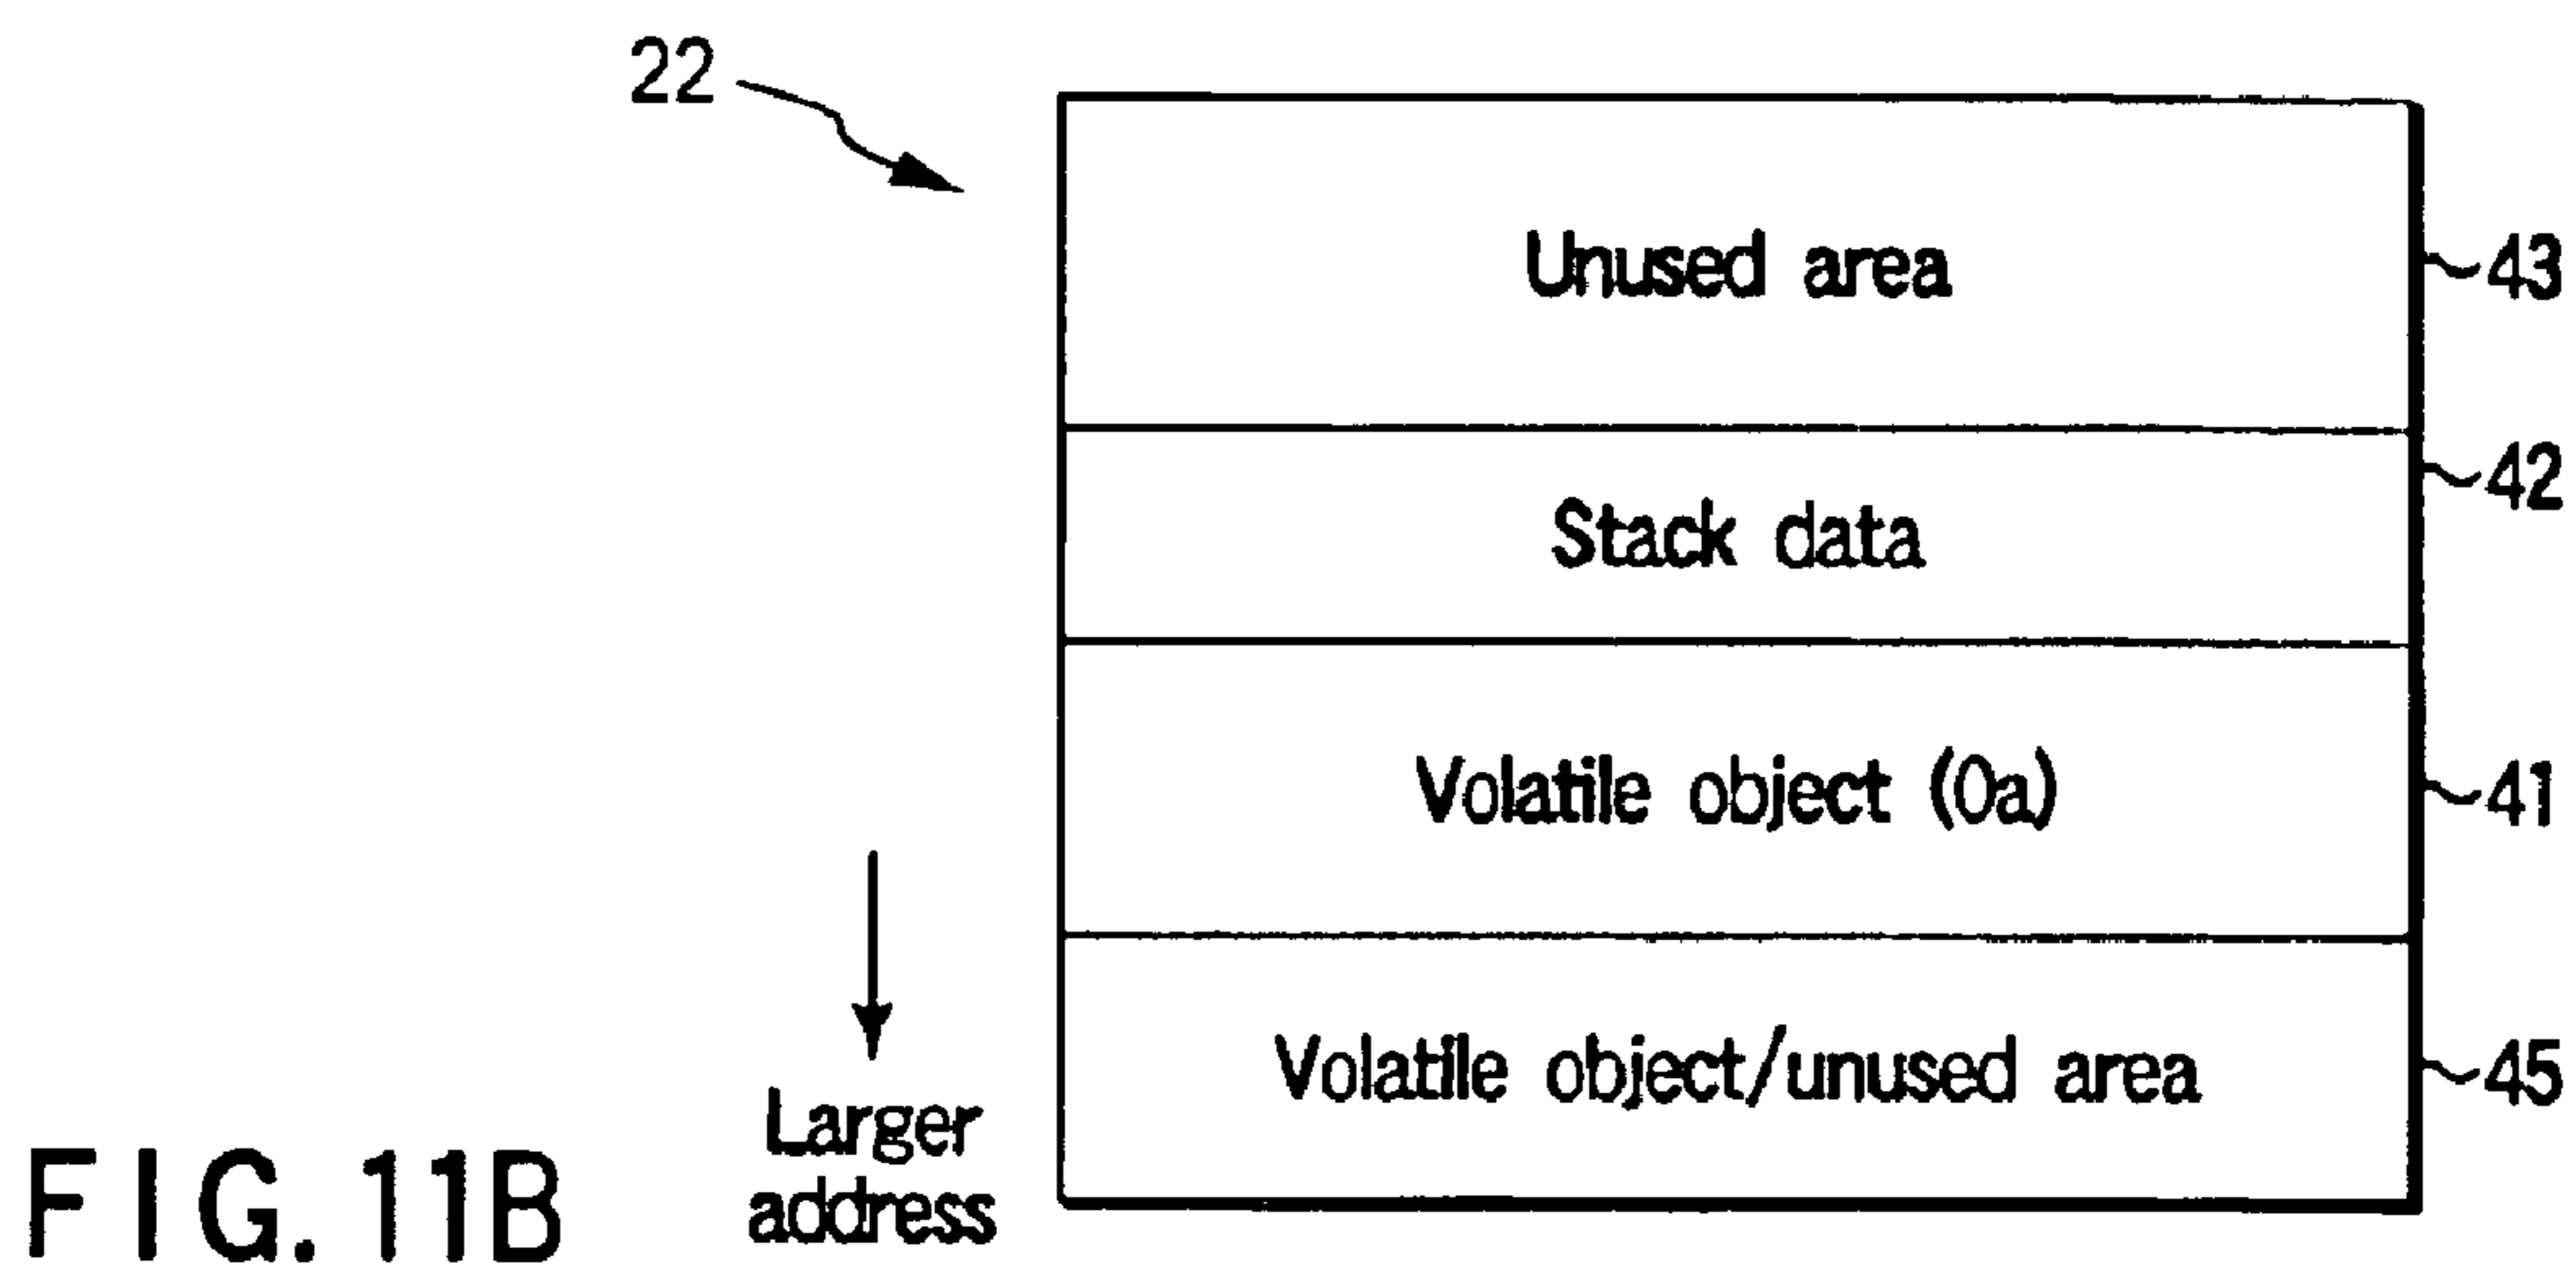 22
Unused area
43
Stack data
42
Volatile object (Oa)
41
Volatile object/unused area
45
Larger
address
FIG. 11B